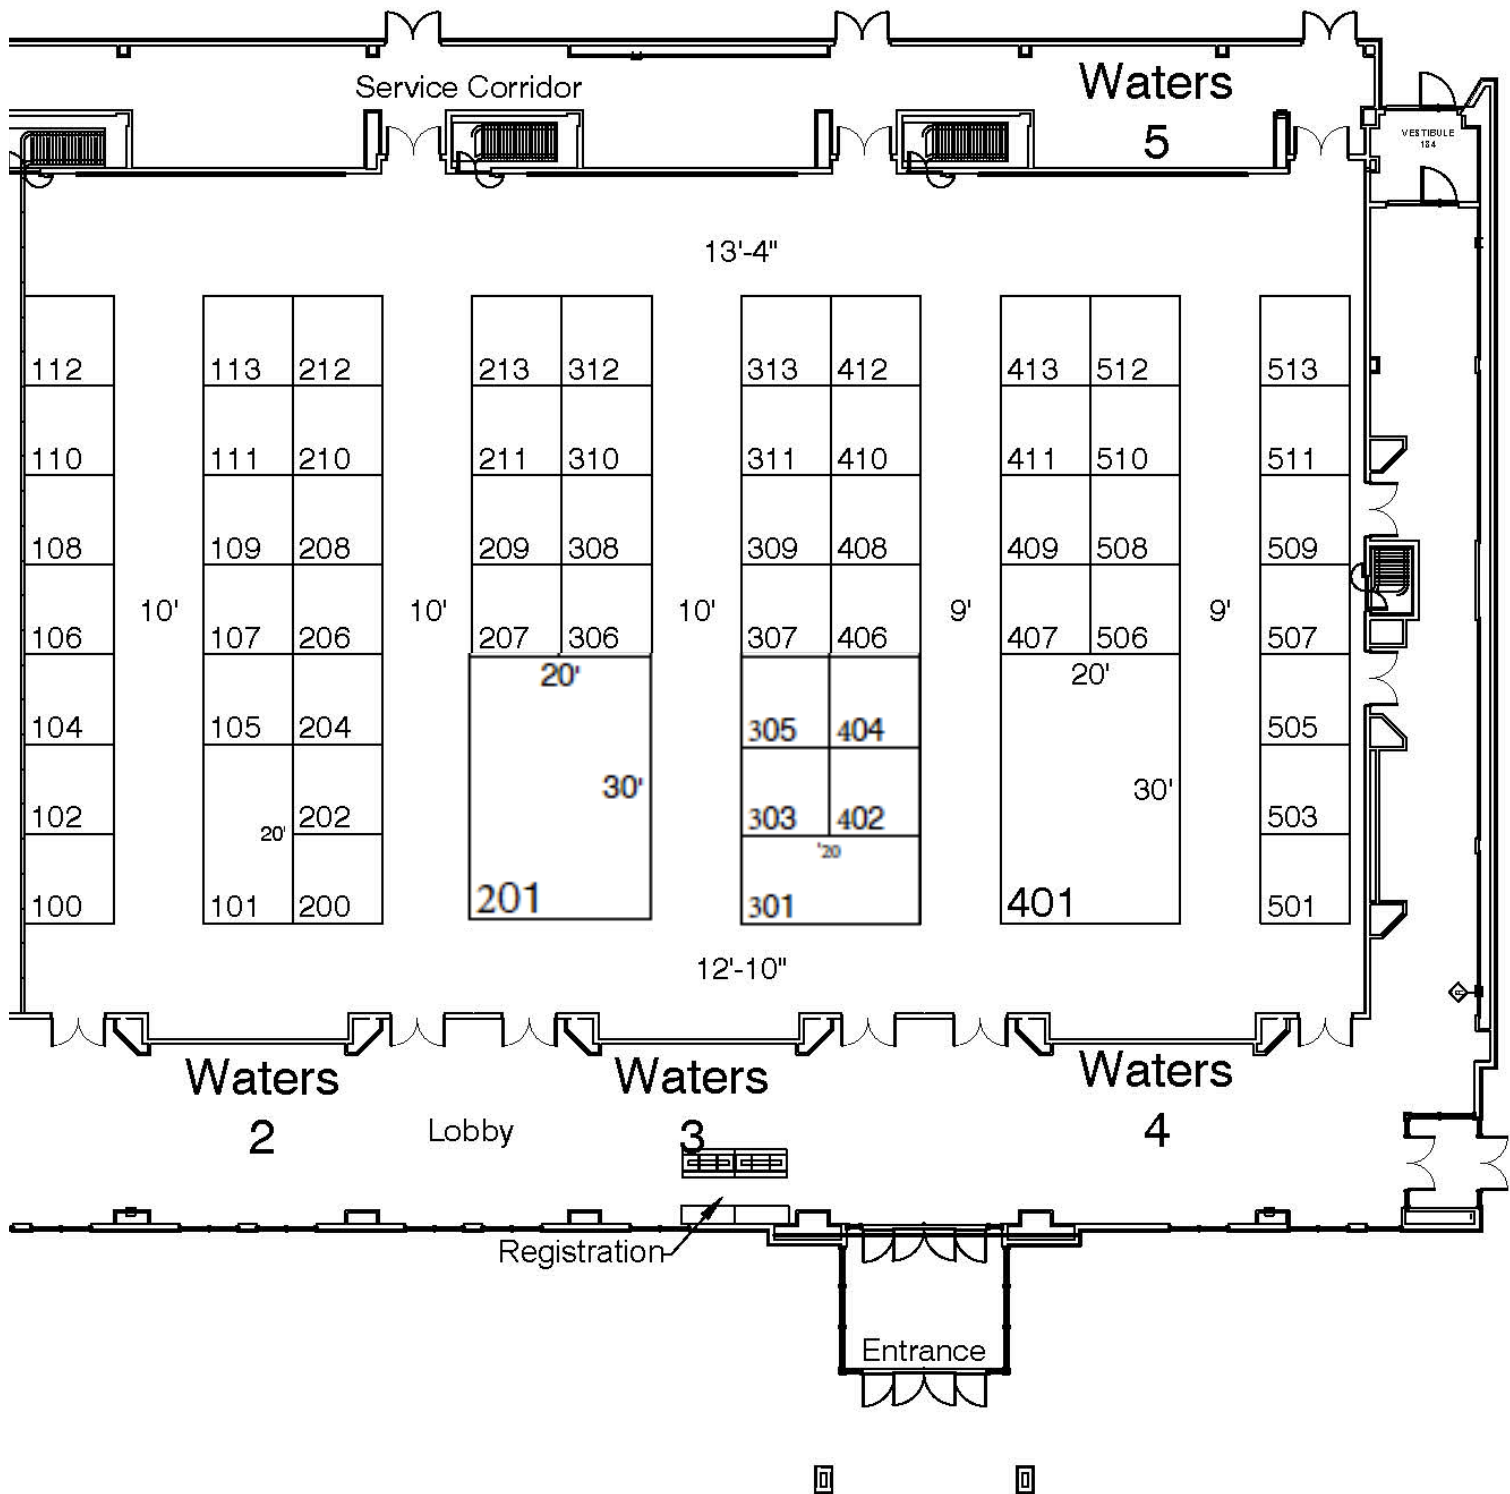 Waters
Service Corridor
5
VESTIBULE
184
13'-4"
112 113 212 213 312 313 412 413 512 513
110 111 210 211 310 311 410 411 510 511
108 109 208 209 308 309 408 409 508 509
10' 10' 10' 9' 9'
106 107 206 207 306 307 406 407 506 507
20' 20'
104 105 204 305 404 505
30' 30'
102 202 303 402 503
20' '20
100 101 200 201 301 401 501
12'-10"
Waters Waters Waters
2 Lobby 3 4
Registration
Entrance